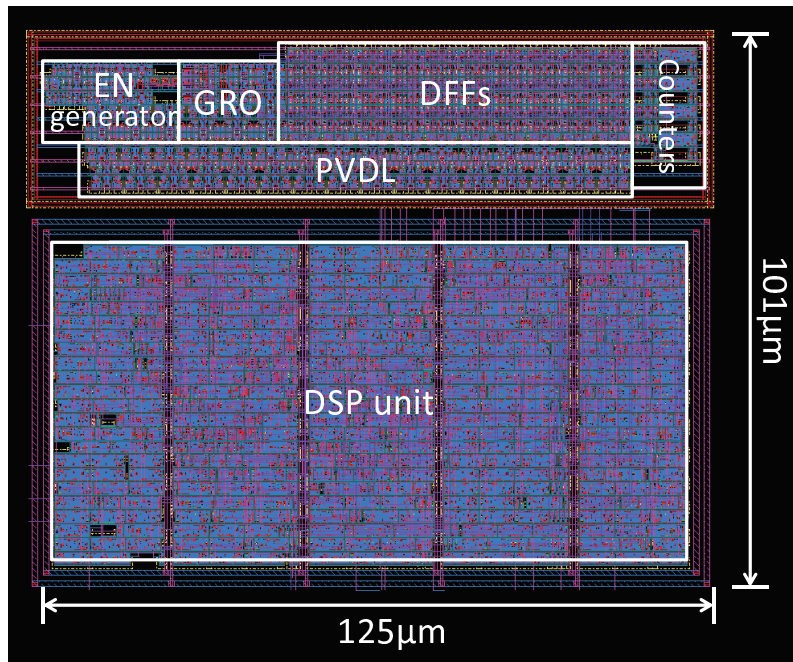 EN
generator
GRO
DFFs
Counters
PVDL
DSP unit
101μm
125μm